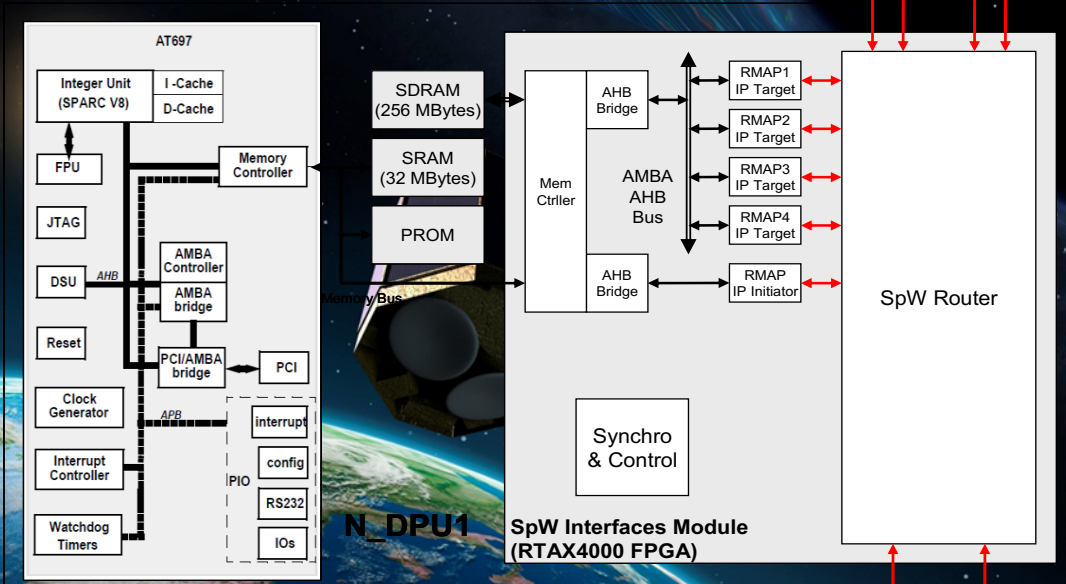 AT697
Integer Unit
(SPARC V8)
I -Cache
D-Cache
FPU
Memory
Controller
JTAG
DSU
AHB
AMBA
Controller
AMBA
bridge
Reset
PCI/AMBA
bridge
PCI
Clock
Generator
APB
interrupt
Interrupt
Controller
PIO
config
RS232
Watchdog
Timers
IOs
SDRAM
(256 MBytes)
SRAM
(32 MBytes)
PROM
Memory Bus
N_DPU1
Mem
Ctrller
AHB
Bridge
AHB
Bridge
AMBA
AHB
Bus
RMAP1
IP Target
RMAP2
IP Target
RMAP3
IP Target
RMAP4
IP Target
RMAP
IP Initiator
SpW Router
Synchro
& Control
SpW Interfaces Module
(RTAX4000 FPGA)